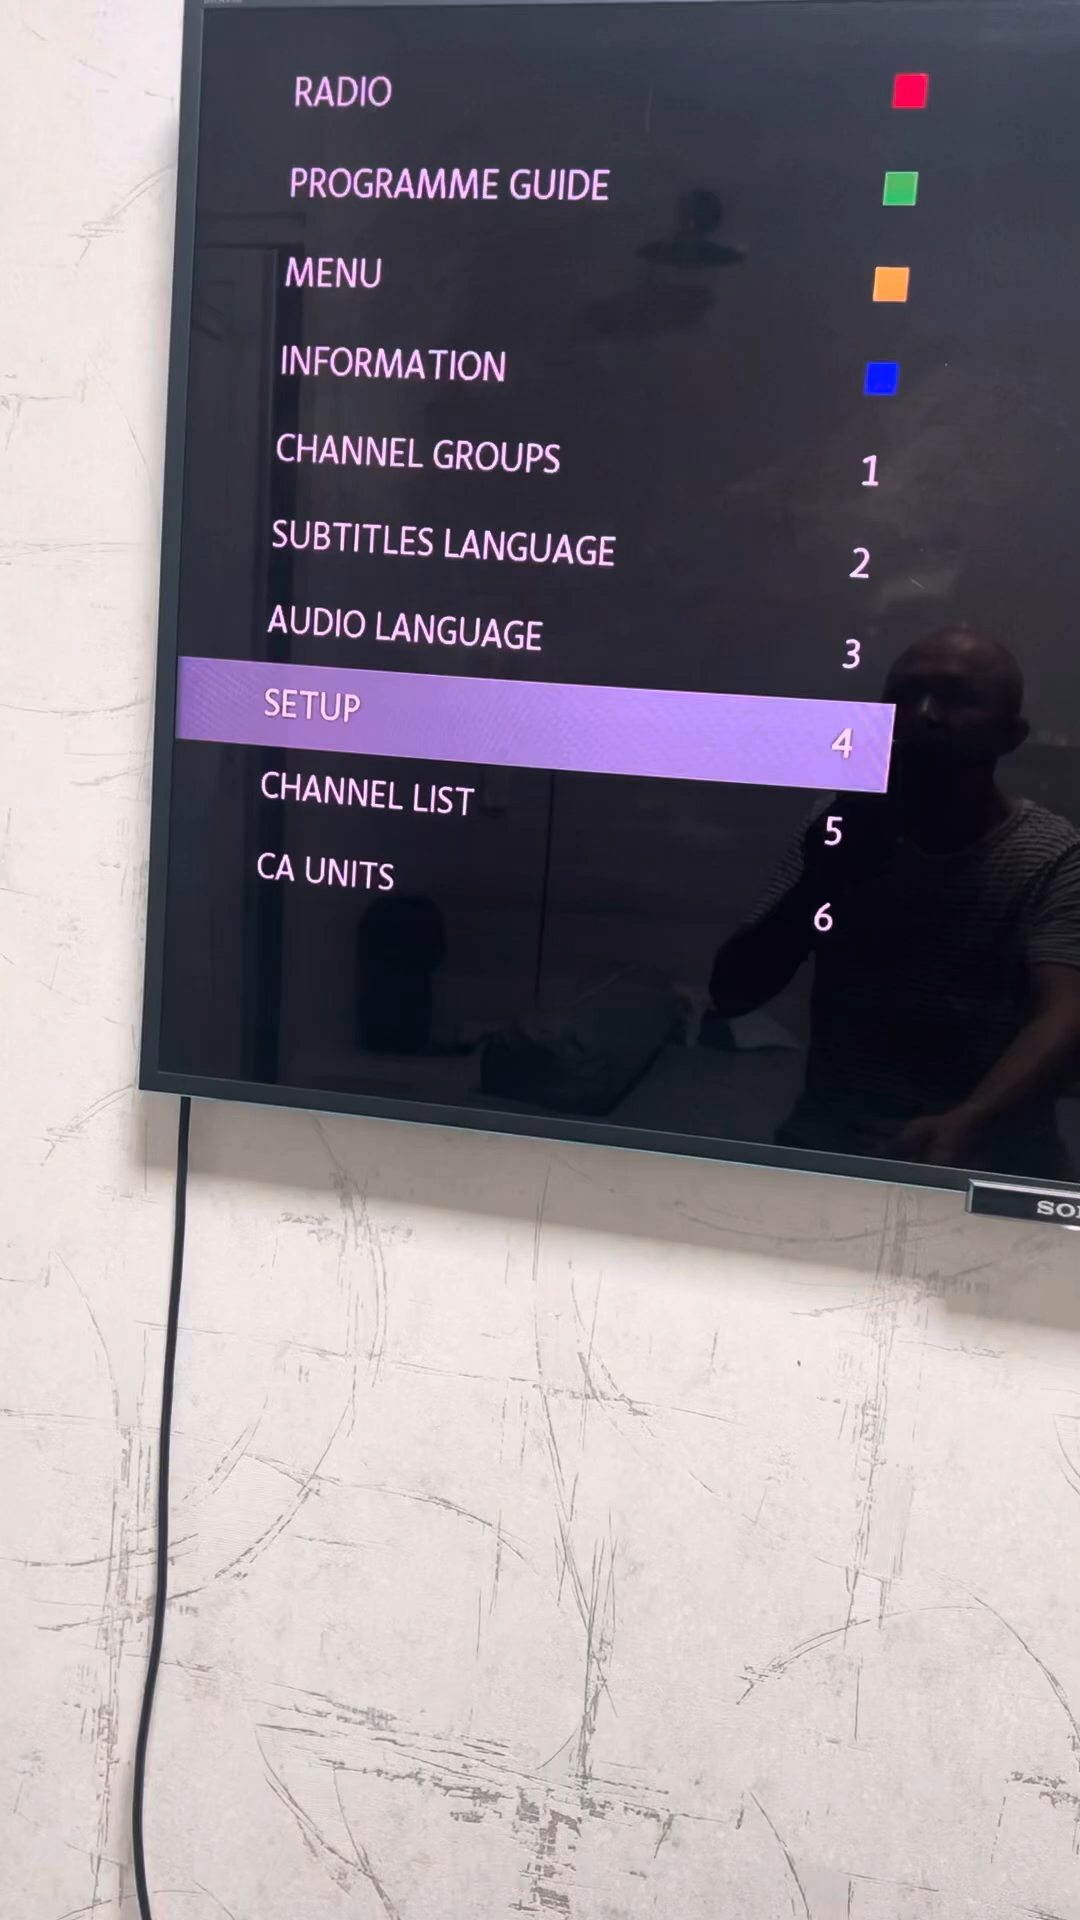 RADIO
PROGRAMME GUIDE
MENU
INFORMATION
CHANNEL GROUPS 1
SUBTITLES LANGUAGE 2
AUDIO LANGUAGE 3
SETUP 4
CHANNEL LIST 5
CA UNITS 6